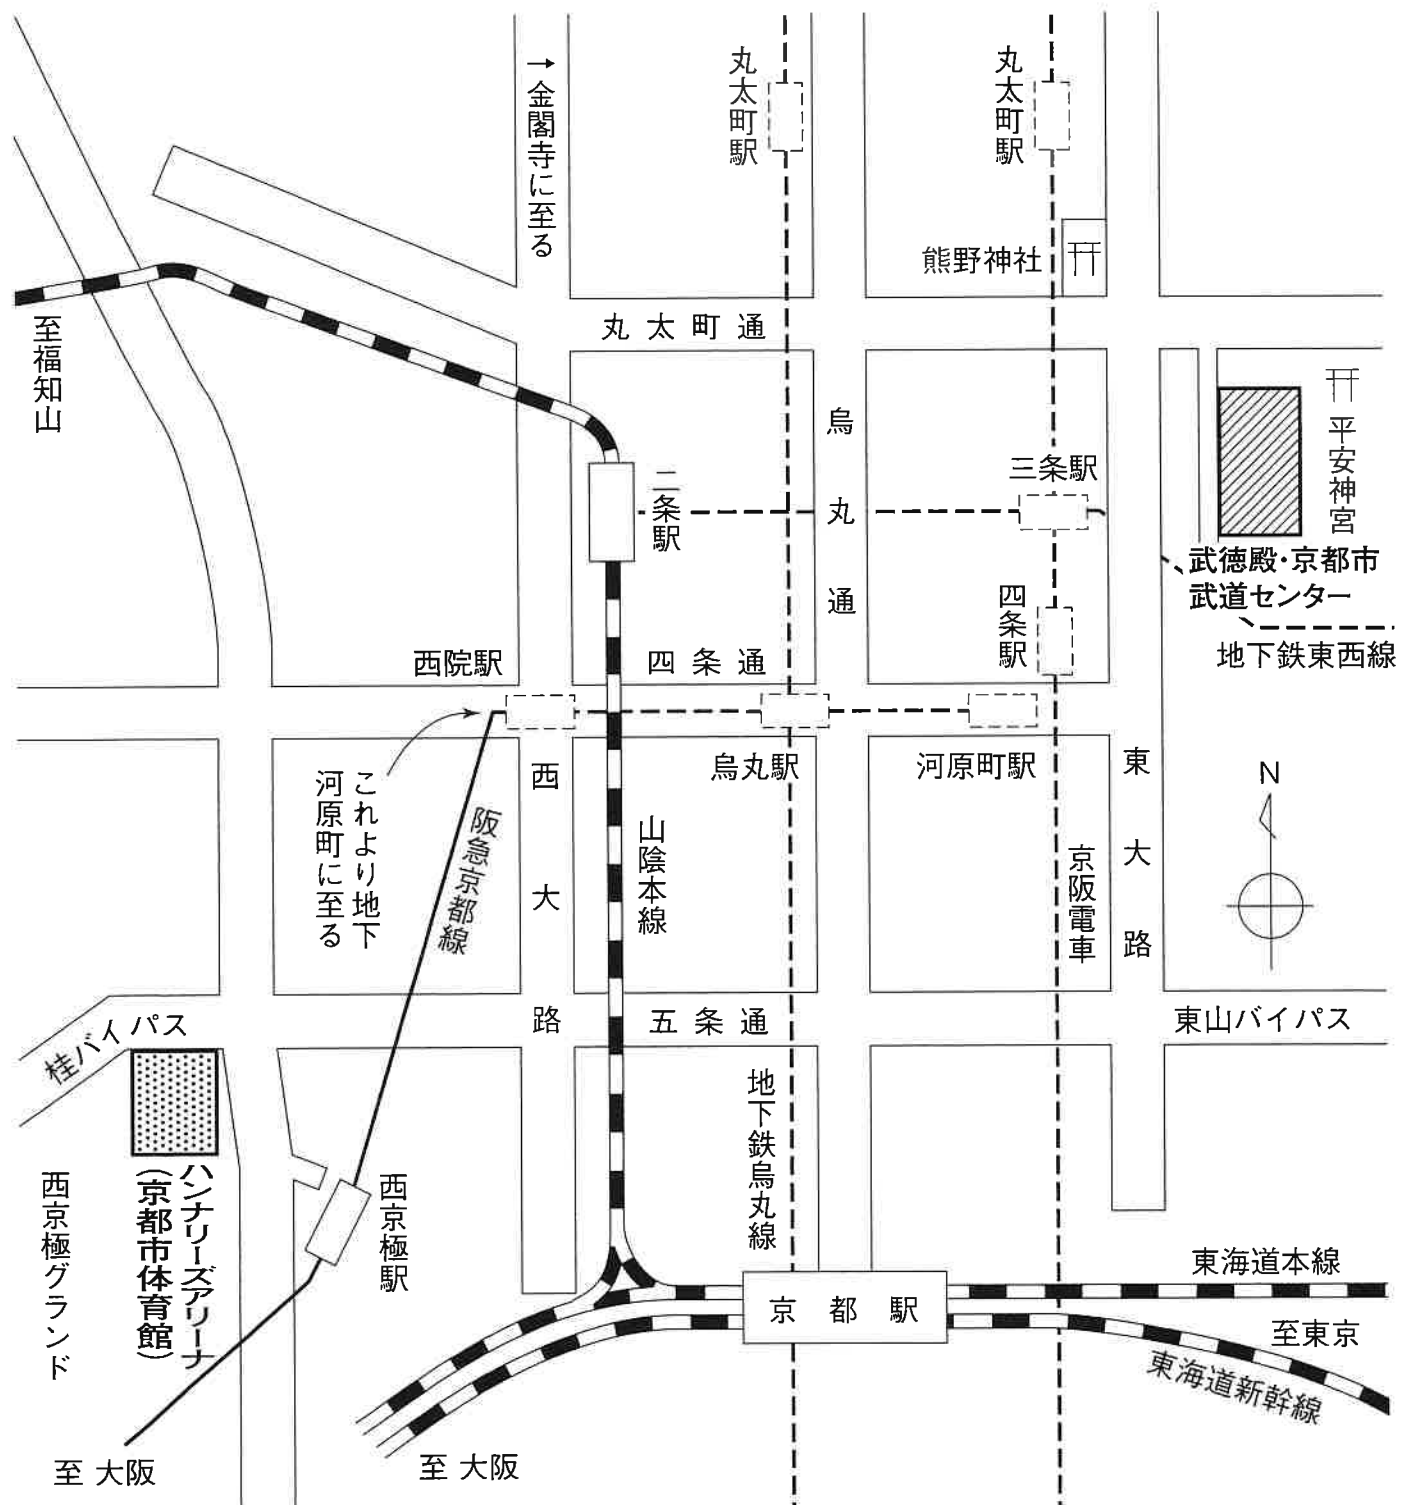 →金閣寺に至る
丸太町駅
丸太町駅
熊野神社
丸太町通
至福知山
平安神宮
烏丸通
三条駅
二条駅
武徳殿・京都市
武道センター
地下鉄東西線
四条駅
西院駅
四条通
烏丸駅
河原町駅
これより地下
河原町に至る
阪急京都線
西大路
山陰本線
京阪電車
東大路
N
桂バイパス
五条通
東山バイパス
地下鉄烏丸線
西京極グランド
ハンナリーズアリーナ
（京都市体育館）
西京極駅
京都駅
東海道本線
至東京
東海道新幹線
至 大阪
至 大阪